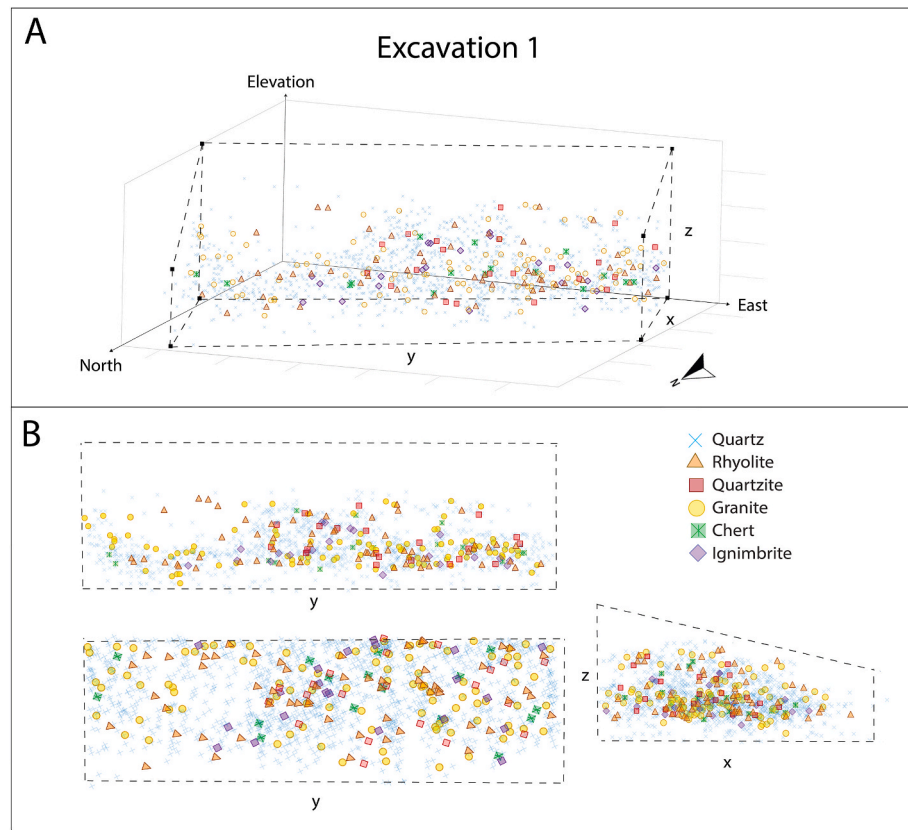 A
Excavation 1
Elevation
z
East
x
y
North
N
B
Quartz
Rhyolite
Quartzite
Granite
Chert
Ignimbrite
y
z
x
y